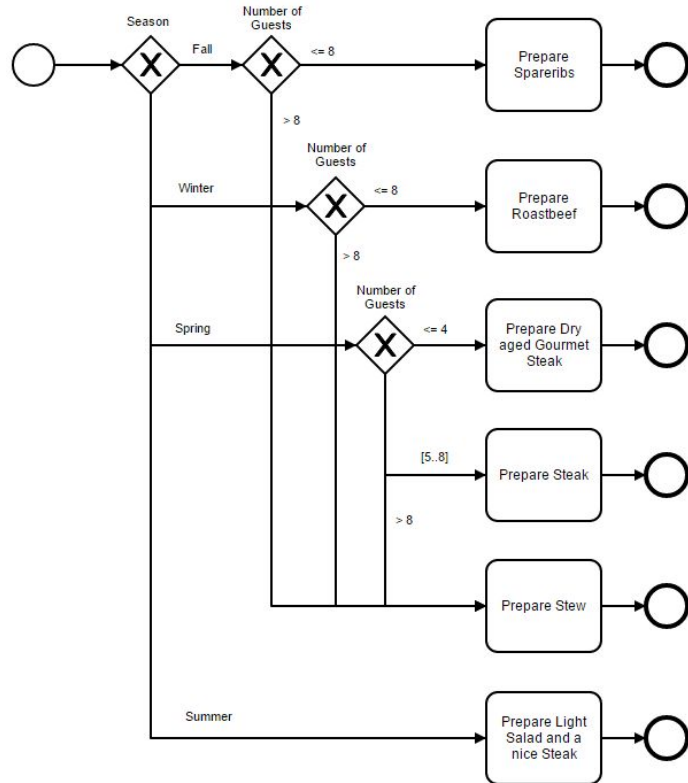 Season
Number of
Guests
Fall
<= 8
Prepare
Spareribs
> 8
Number of
Guests
Winter
<= 8
Prepare
Roastbeef
> 8
Number of
Guests
Spring
<= 4
Prepare Dry
aged Gourmet
Steak
[5..8]
Prepare Steak
> 8
Prepare Stew
Summer
Prepare Light
Salad and a
nice Steak